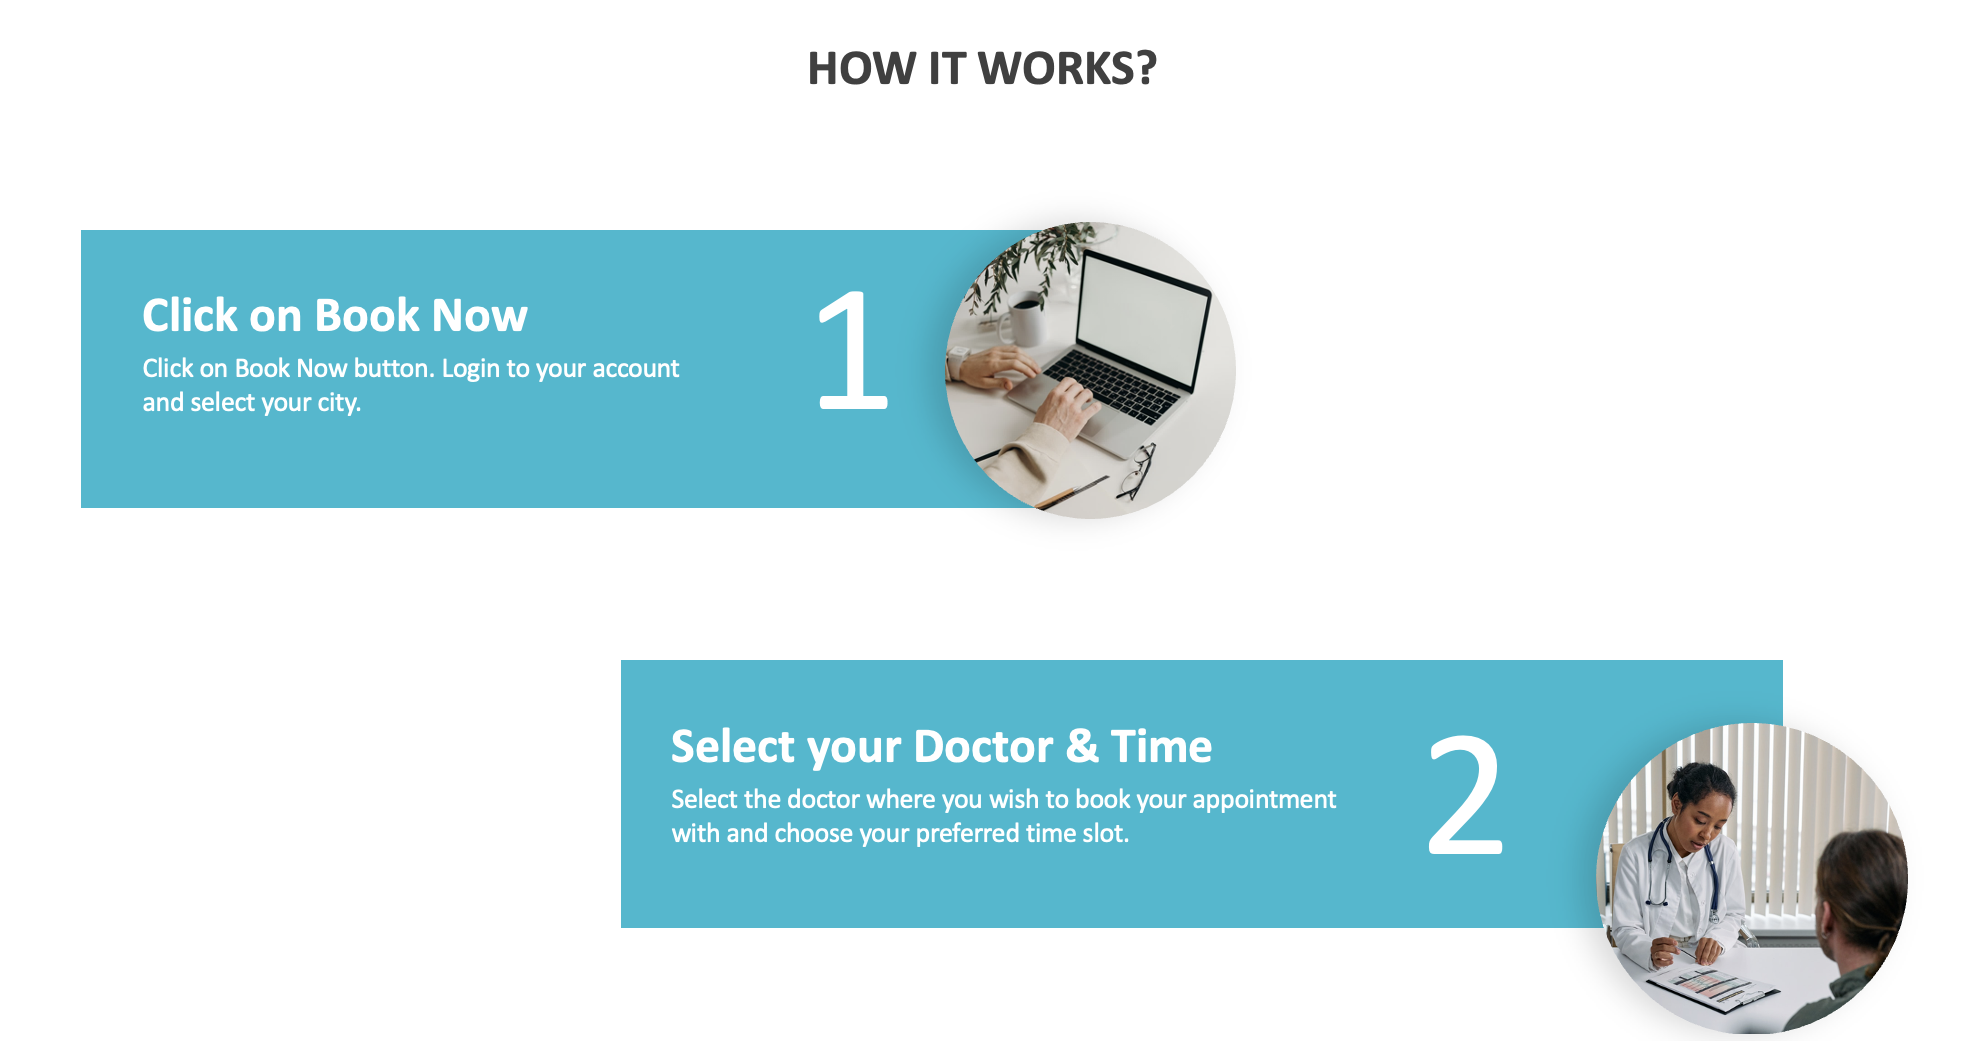 HOW IT WORKS?
Click on Book Now
Click on Book Now button. Login to your account
and select your city.
1
Select your Doctor & Time
Select the doctor where you wish to book your appointment
with and choose your preferred time slot.
2